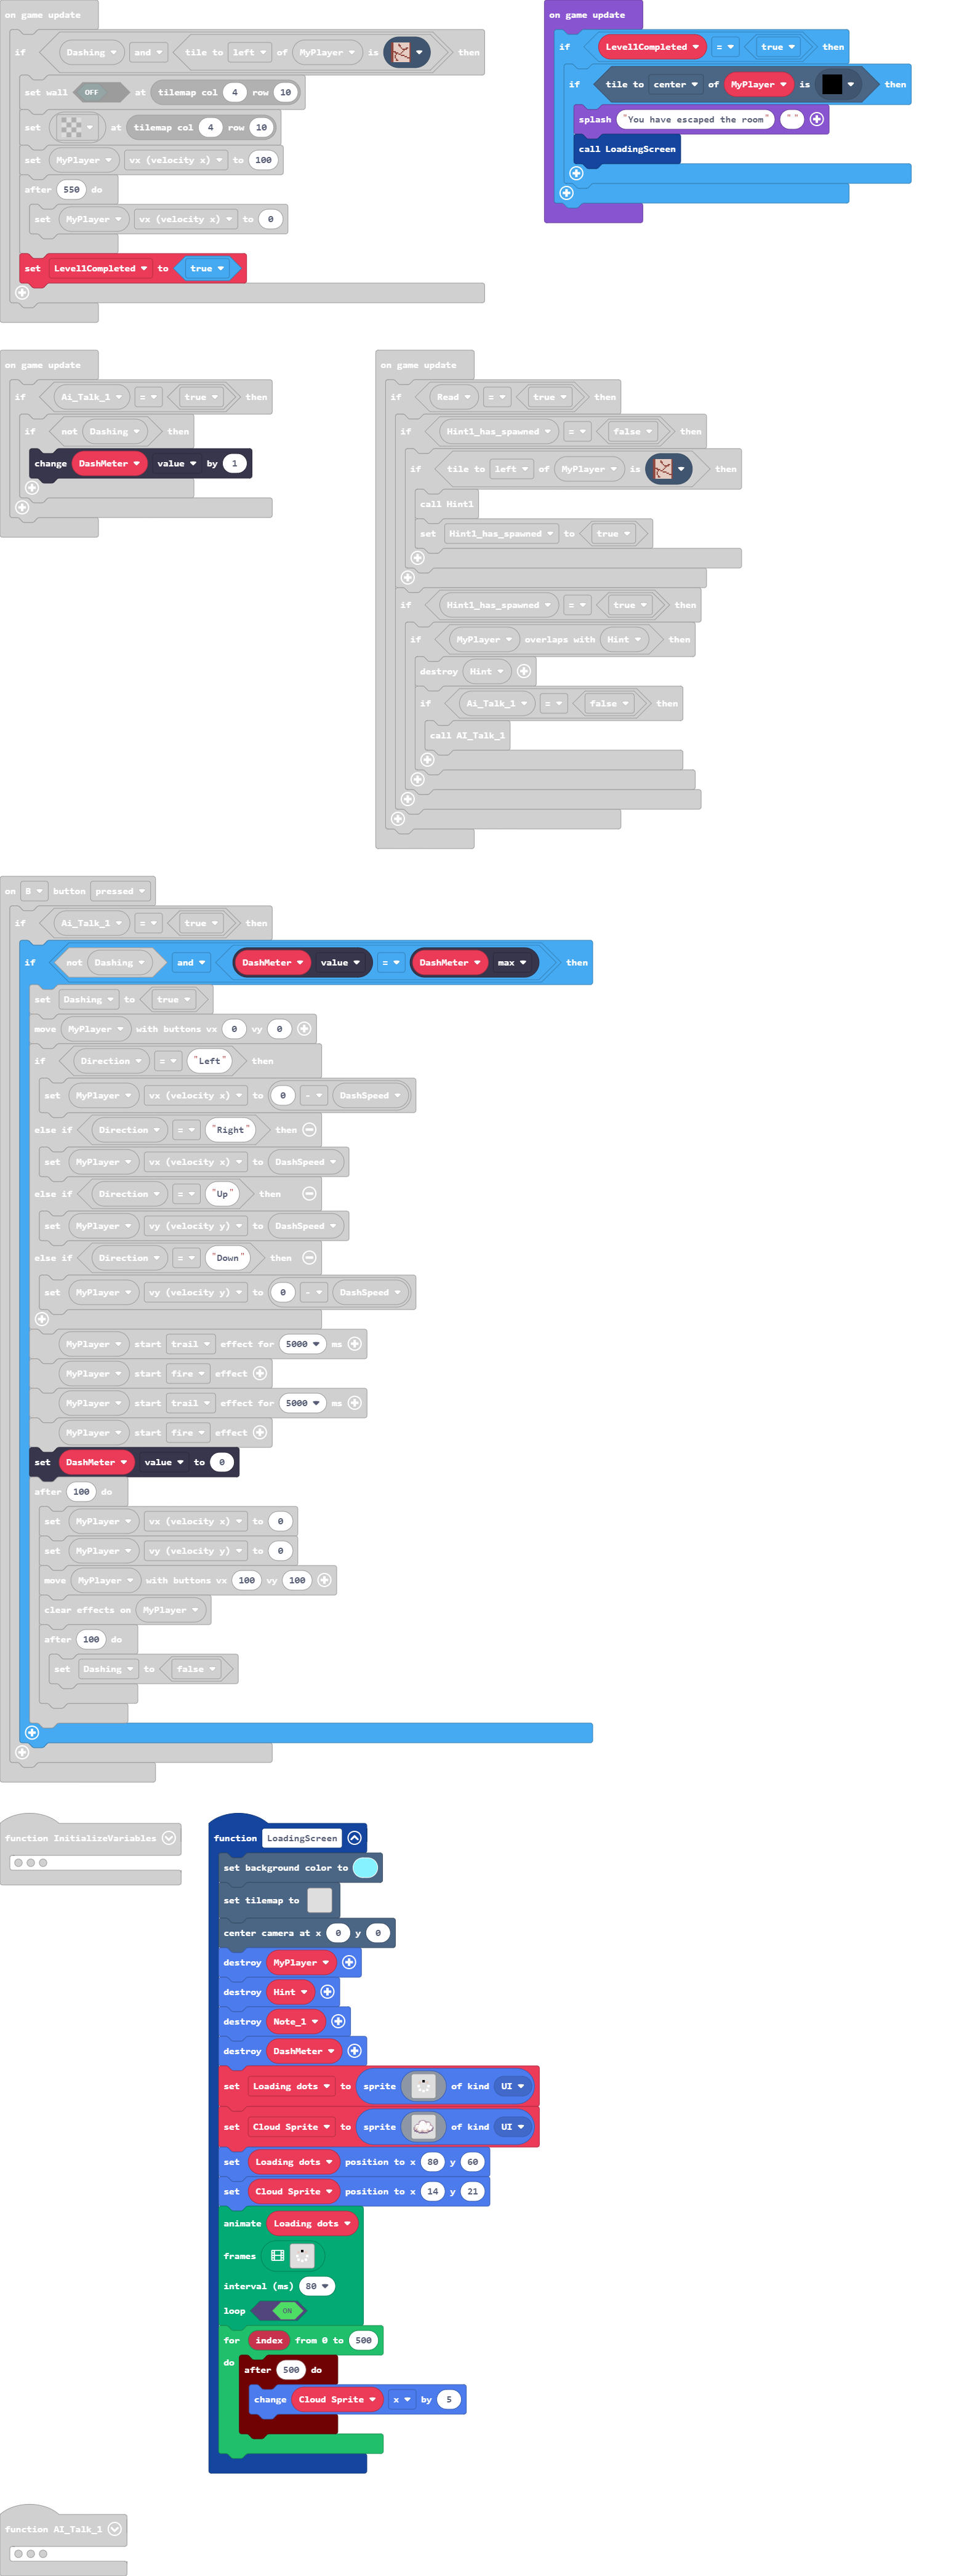 on game update
if Dashing and tile to left of MyPlayer is then
set wall OFF at tilemap col 4 row 10
set at tilemap col 4 row 10
set MyPlayer vx (velocity x) to 100
after 550 do
set MyPlayer vx (velocity x) to 0
set Level1Completed to true
on game update
if Level1Completed = true then
if tile to center of MyPlayer is then
splash "You have escaped the room" " "
call LoadingScreen
on game update
if Ai_Talk_1 = true then
if not Dashing then
change DashMeter value by 1
on game update
if Read = true then
if Hint1_has_spawned = false then
if tile to left of MyPlayer is then
call Hint1
set Hint1_has_spawned to true
if Hint1_has_spawned = true then
if MyPlayer overlaps with Hint then
destroy Hint
if Ai_Talk_1 = false then
call AI_Talk_1
on B button pressed
if Ai_Talk_1 = true then
if not Dashing and DashMeter value = DashMeter max then
set Dashing to true
move MyPlayer with buttons vx 0 vy 0
if Direction = "Left" then
set MyPlayer vx (velocity x) to 0 - DashSpeed
else if Direction = "Right" then
set MyPlayer vx (velocity x) to DashSpeed
else if Direction = "Up" then
set MyPlayer vy (velocity y) to DashSpeed
else if Direction = "Down" then
set MyPlayer vy (velocity y) to 0 - DashSpeed
MyPlayer start trail effect for 5000 ms
MyPlayer start fire effect
MyPlayer start trail effect for 5000 ms
MyPlayer start fire effect
set DashMeter value to 0
after 100 do
set MyPlayer vx (velocity x) to 0
set MyPlayer vy (velocity y) to 0
move MyPlayer with buttons vx 100 vy 100
clear effects on MyPlayer
after 100 do
set Dashing to false
function InitializeVariables
function LoadingScreen
set background color to
set tilemap to
center camera at x 0 y 0
destroy MyPlayer
destroy Hint
destroy Note_1
destroy DashMeter
set Loading dots to sprite of kind UI
set Cloud Sprite to sprite of kind UI
set Loading dots position to x 80 y 60
set Cloud Sprite position to x 14 y 21
animate Loading dots
frames
interval (ms) 80
loop ON
for index from 0 to 500
do after 500 do
change Cloud Sprite x by 5
function AI_Talk_1